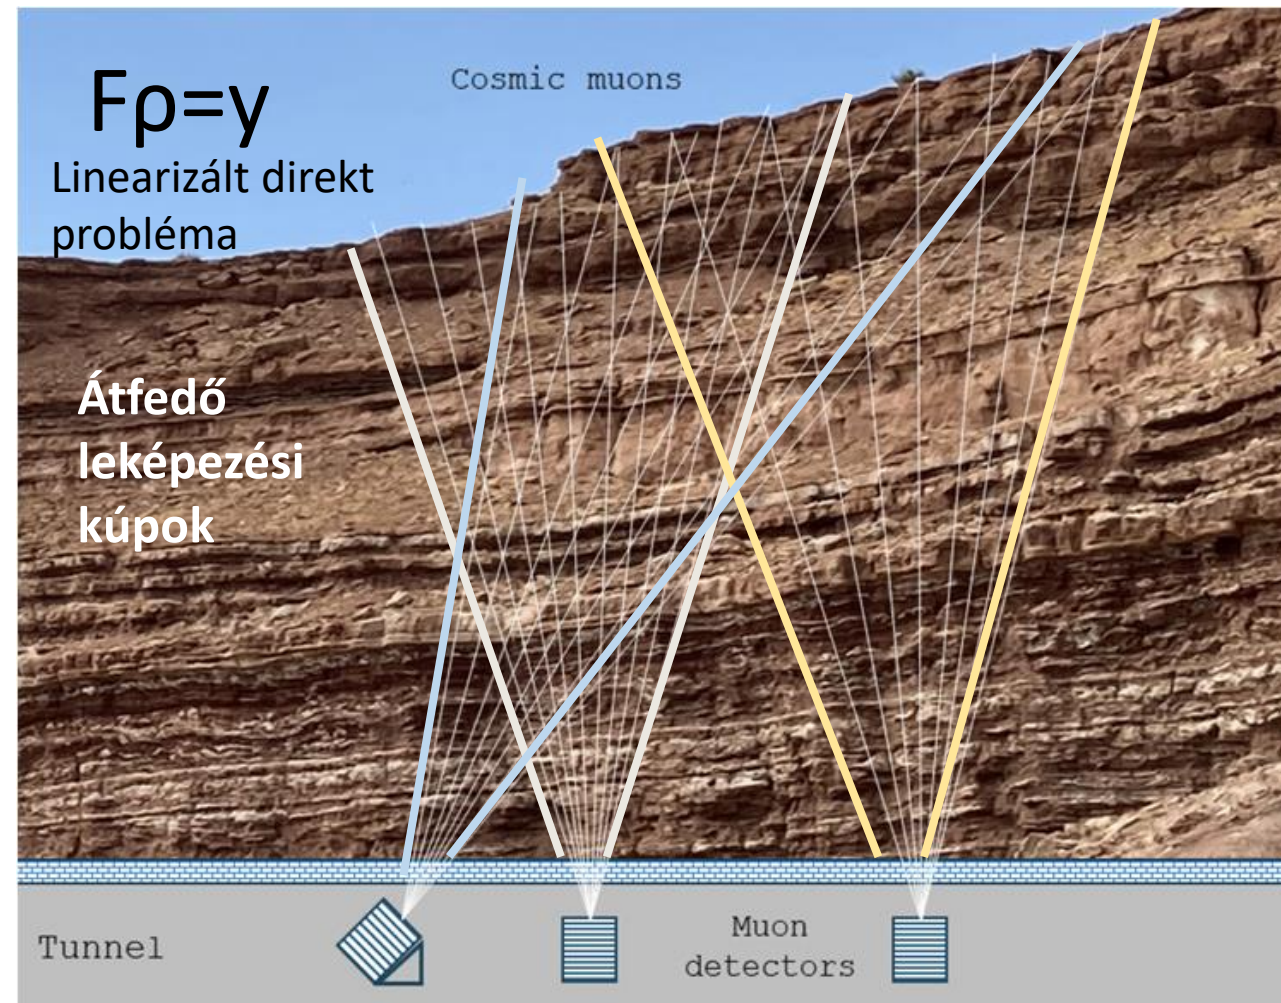 Fρ=y
Cosmic muons
Linearizált direkt
probléma
Átfedő
leképezési
kúpok
Tunnel
Muon
detectors